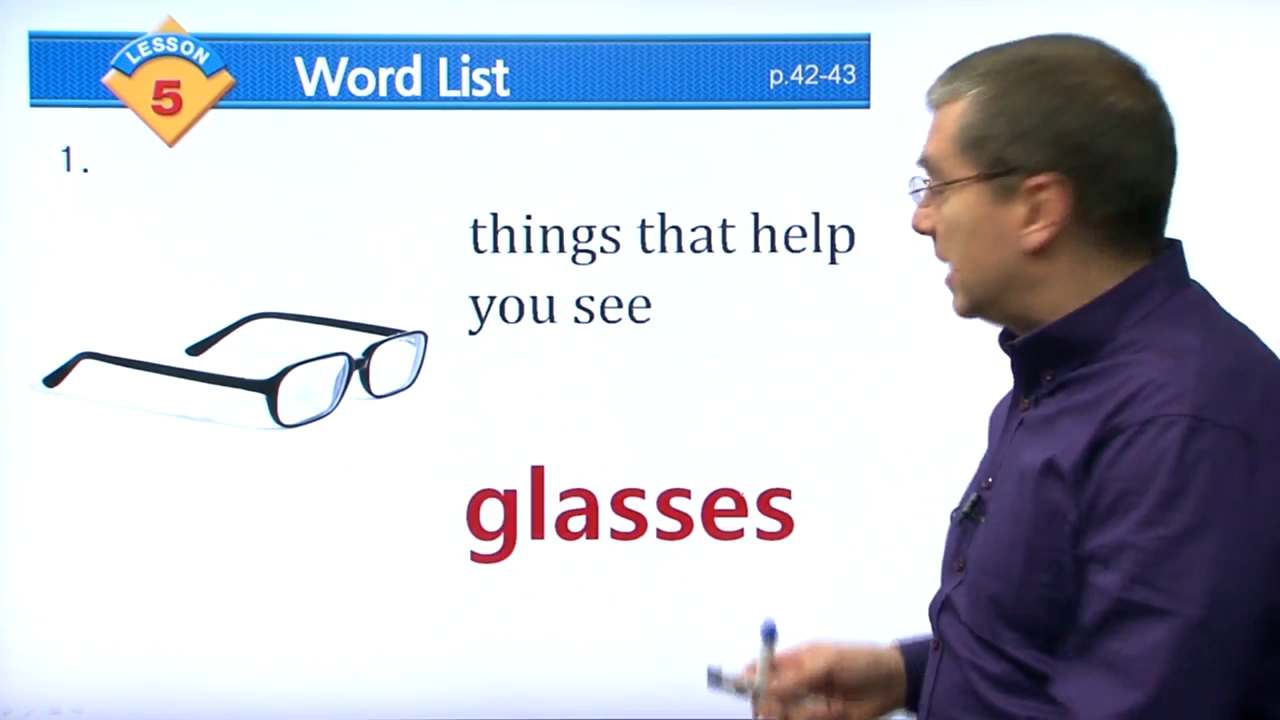 LESSON
5
Word List
p.42-43
1.
things that help
you see
glasses